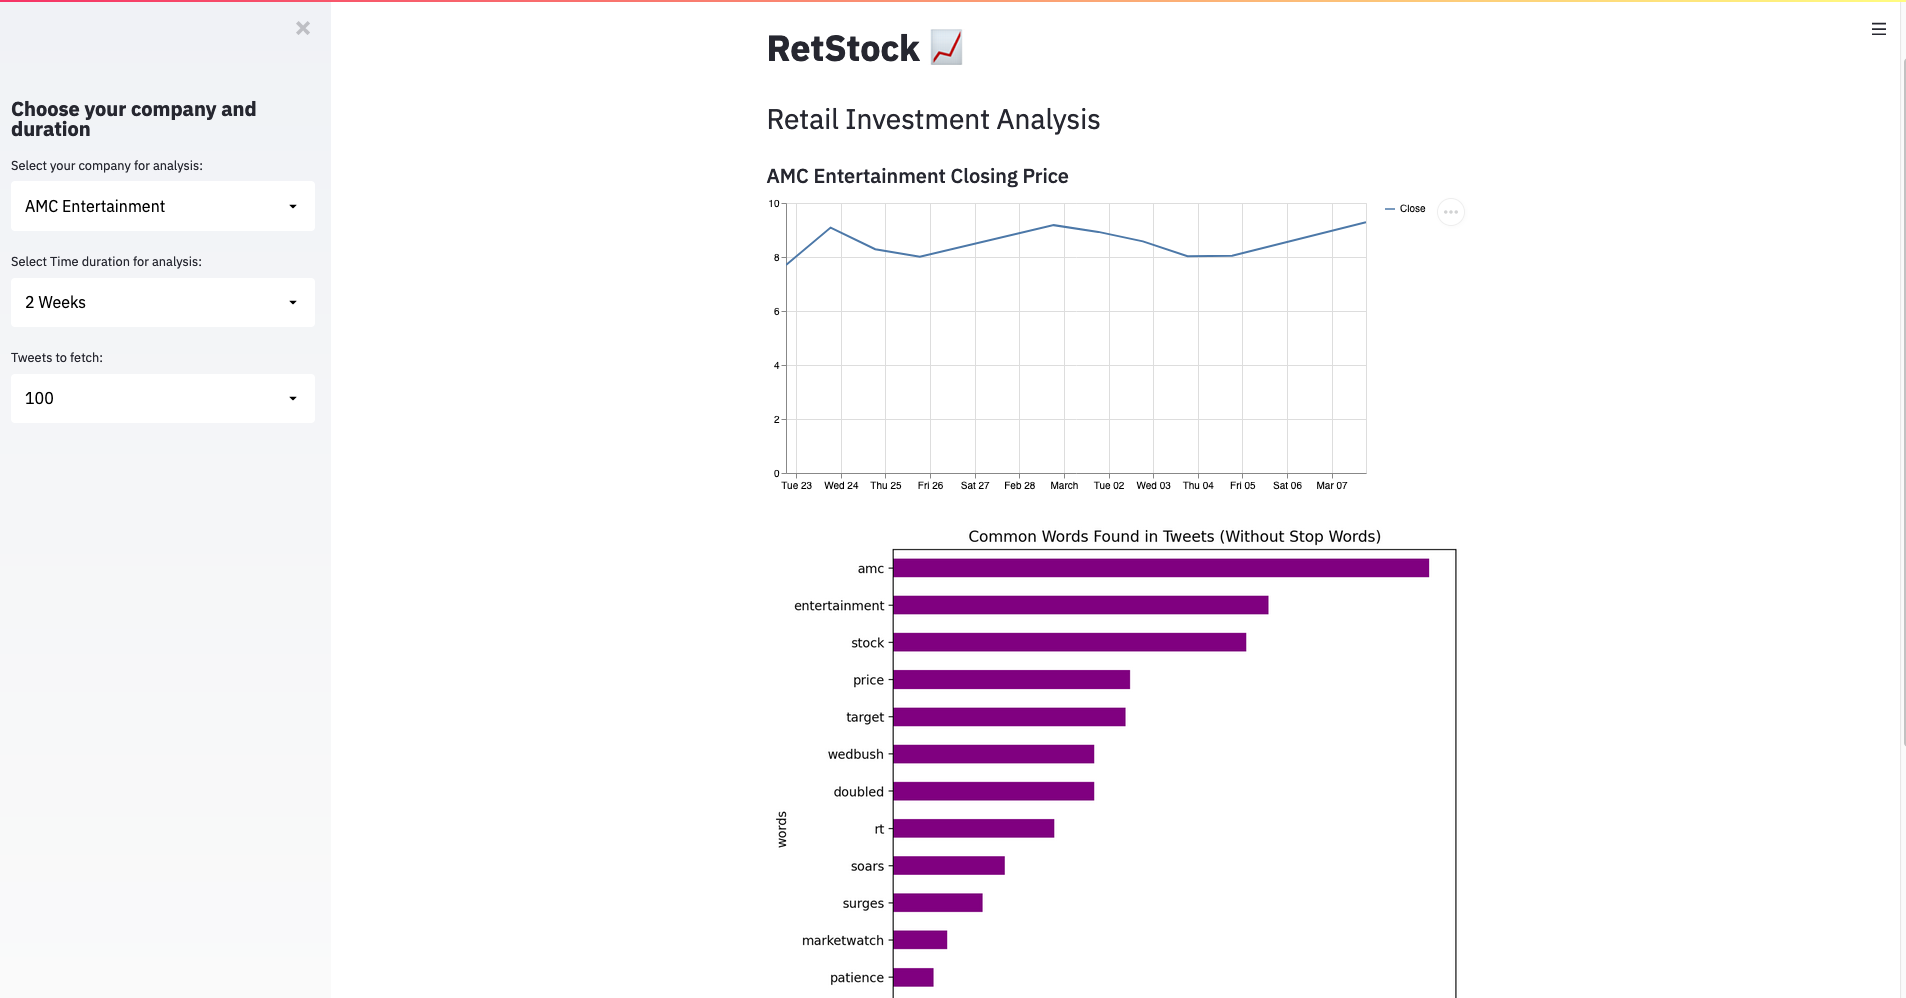 Choose your company and
duration
Select your company for analysis:
AMC Entertainment
Select Time duration for analysis:
2 Weeks
Tweets to fetch:
100
RetStock 📈
Retail Investment Analysis
AMC Entertainment Closing Price
10
8
6
4
2
0
Tue 23 Wed 24 Thu 25 Fri 26 Sat 27 Feb 28 March Tue 02 Wed 03 Thu 04 Fri 05 Sat 06 Mar 07
Close
Common Words Found in Tweets (Without Stop Words)
words
amc
entertainment
stock
price
target
wedbush
doubled
rt
soars
surges
marketwatch
patience